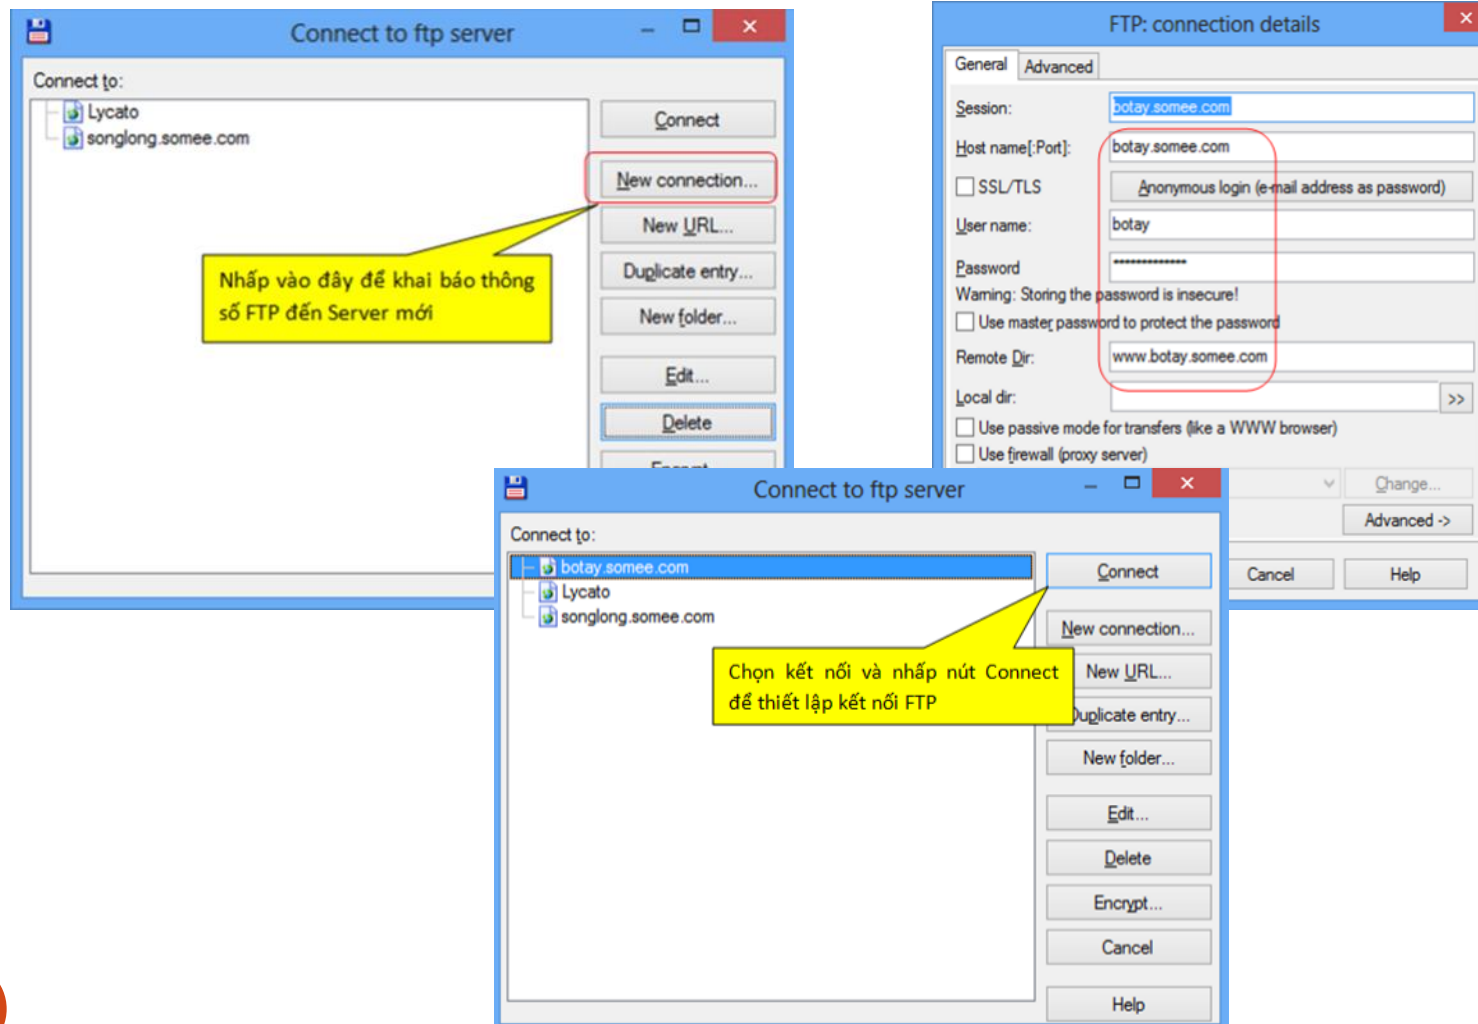 Connect to ftp server
Connect to:
Lycato
songlong.somee.com
Connect
New connection...
New URL...
Duplicate entry...
New folder...
Edit...
Delete
Nhấp vào đây để khai báo thông
số FTP đến Server mới
FTP: connection details
General
Advanced
Session:
botay.somee.com
Host name[:Port]:
botay.somee.com
SSL/TLS
Anonymous login (e-mail address as password)
User name:
botay
Password
*************
Warning: Storing the password is insecure!
Use master password to protect the password
Remote Dir:
www.botay.somee.com
Local dir:
>>
Use passive mode for transfers (like a WWW browser)
Use firewall (proxy server)
Change...
Advanced ->
Cancel
Help
Connect to ftp server
Connect to:
botay.somee.com
Lycato
songlong.somee.com
Connect
New connection...
New URL...
Duplicate entry...
New folder...
Edit...
Delete
Encrypt...
Cancel
Help
Chọn kết nối và nhấp nút Connect
để thiết lập kết nối FTP